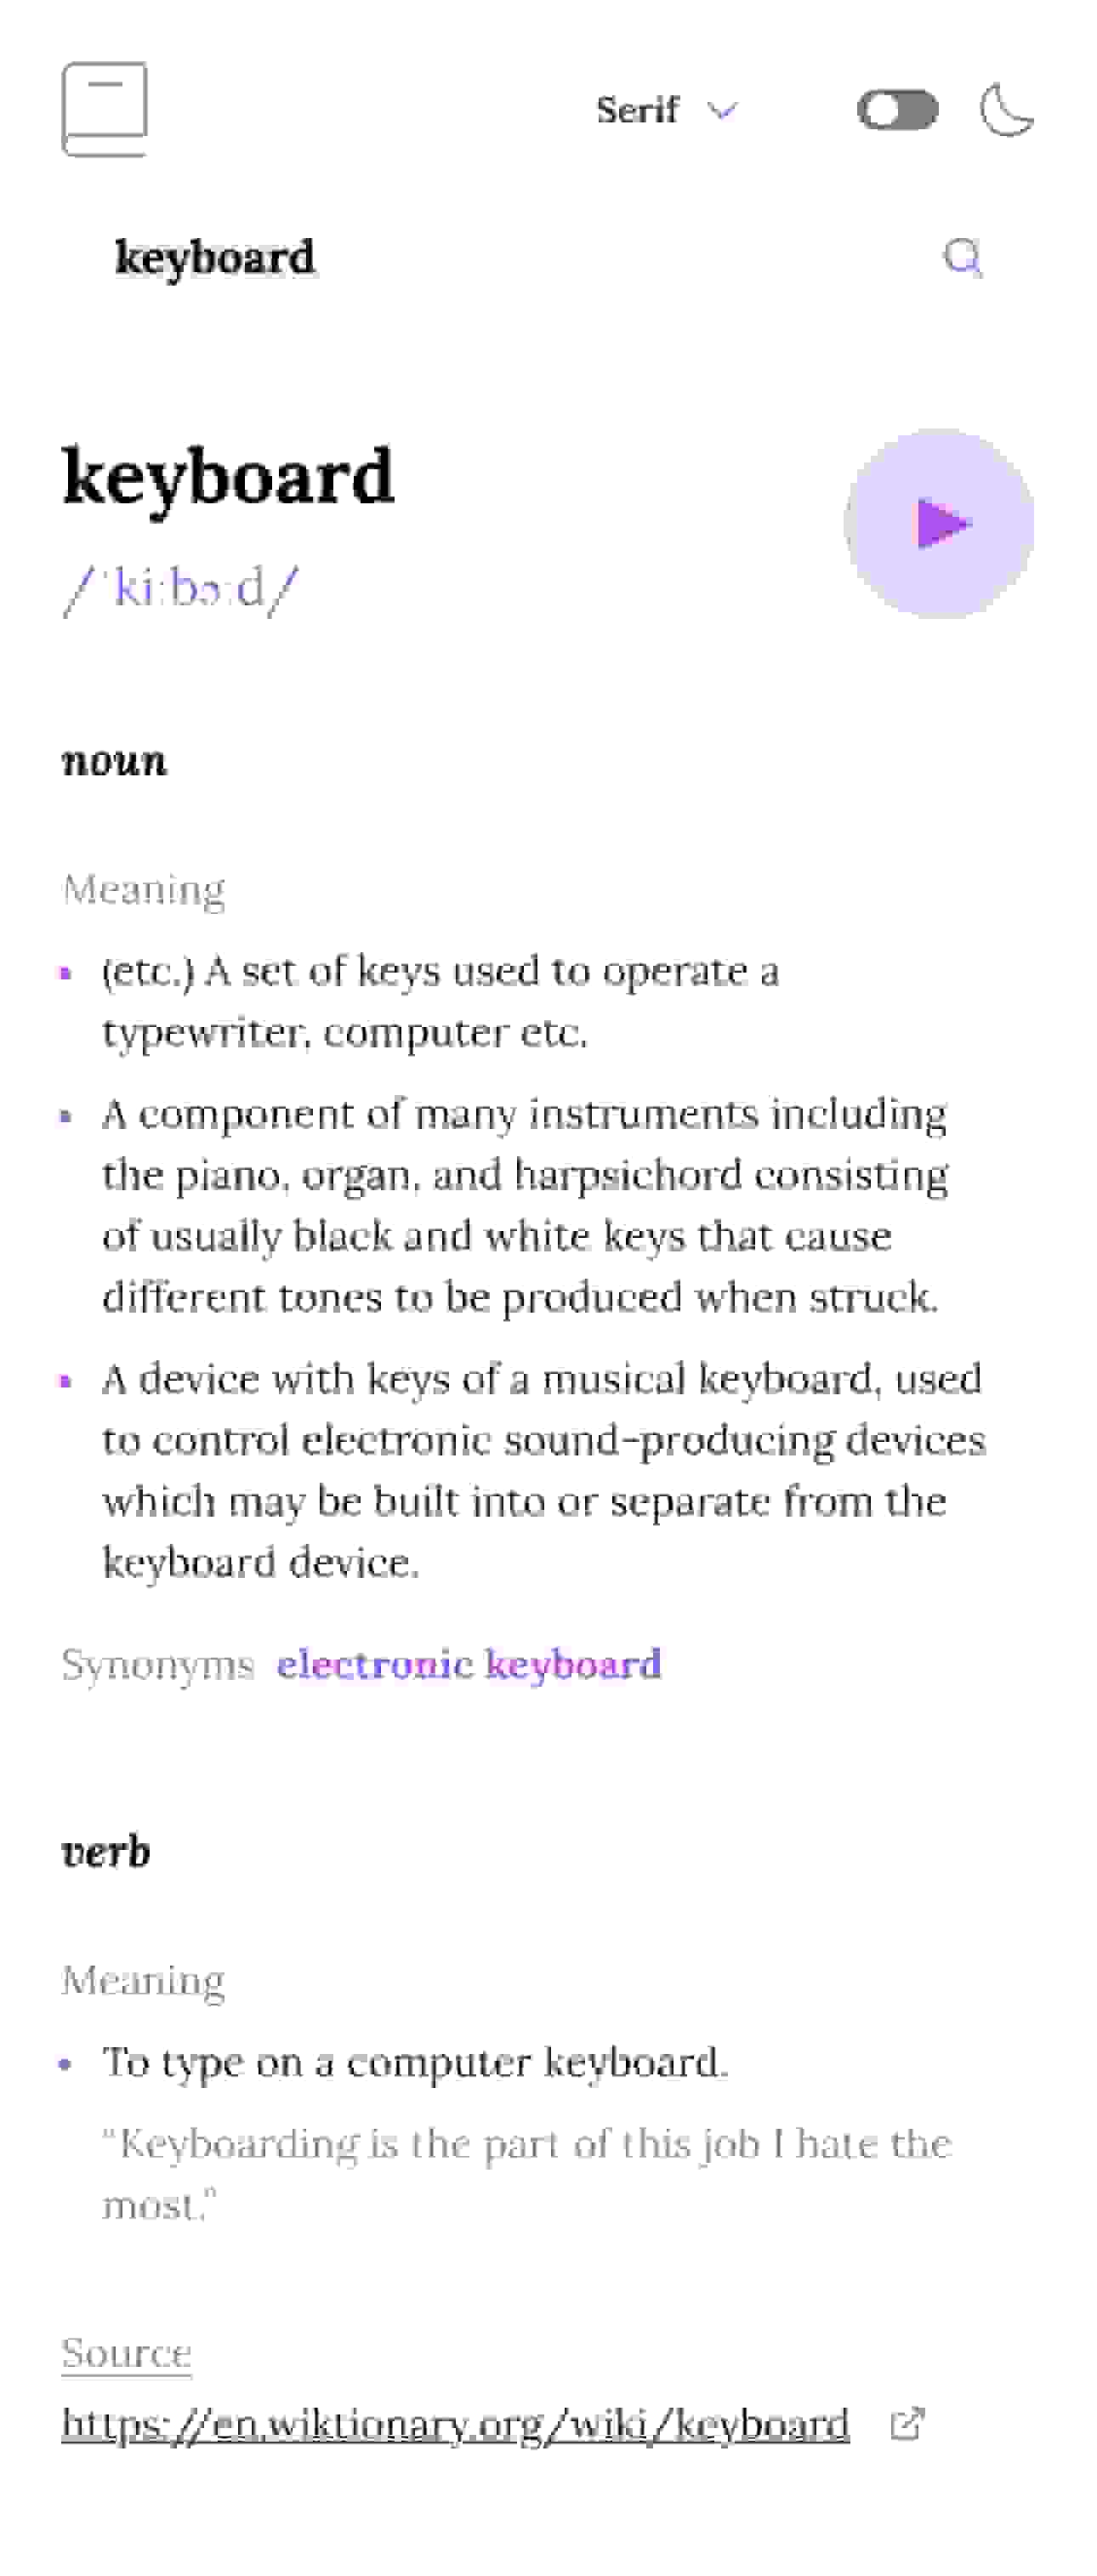 Serif
keyboard
keyboard
/ˈkiːbɔːd/
noun
Meaning
(etc.) A set of keys used to operate a
typewriter, computer etc.
A component of many instruments including
the piano, organ, and harpsichord consisting
of usually black and white keys that cause
different tones to be produced when struck.
A device with keys of a musical keyboard, used
to control electronic sound-producing devices
which may be built into or separate from the
keyboard device.
Synonyms electronic keyboard
verb
Meaning
To type on a computer keyboard.
“Keyboarding is the part of this job I hate the
most.”
Source
https://en.wiktionary.org/wiki/keyboard